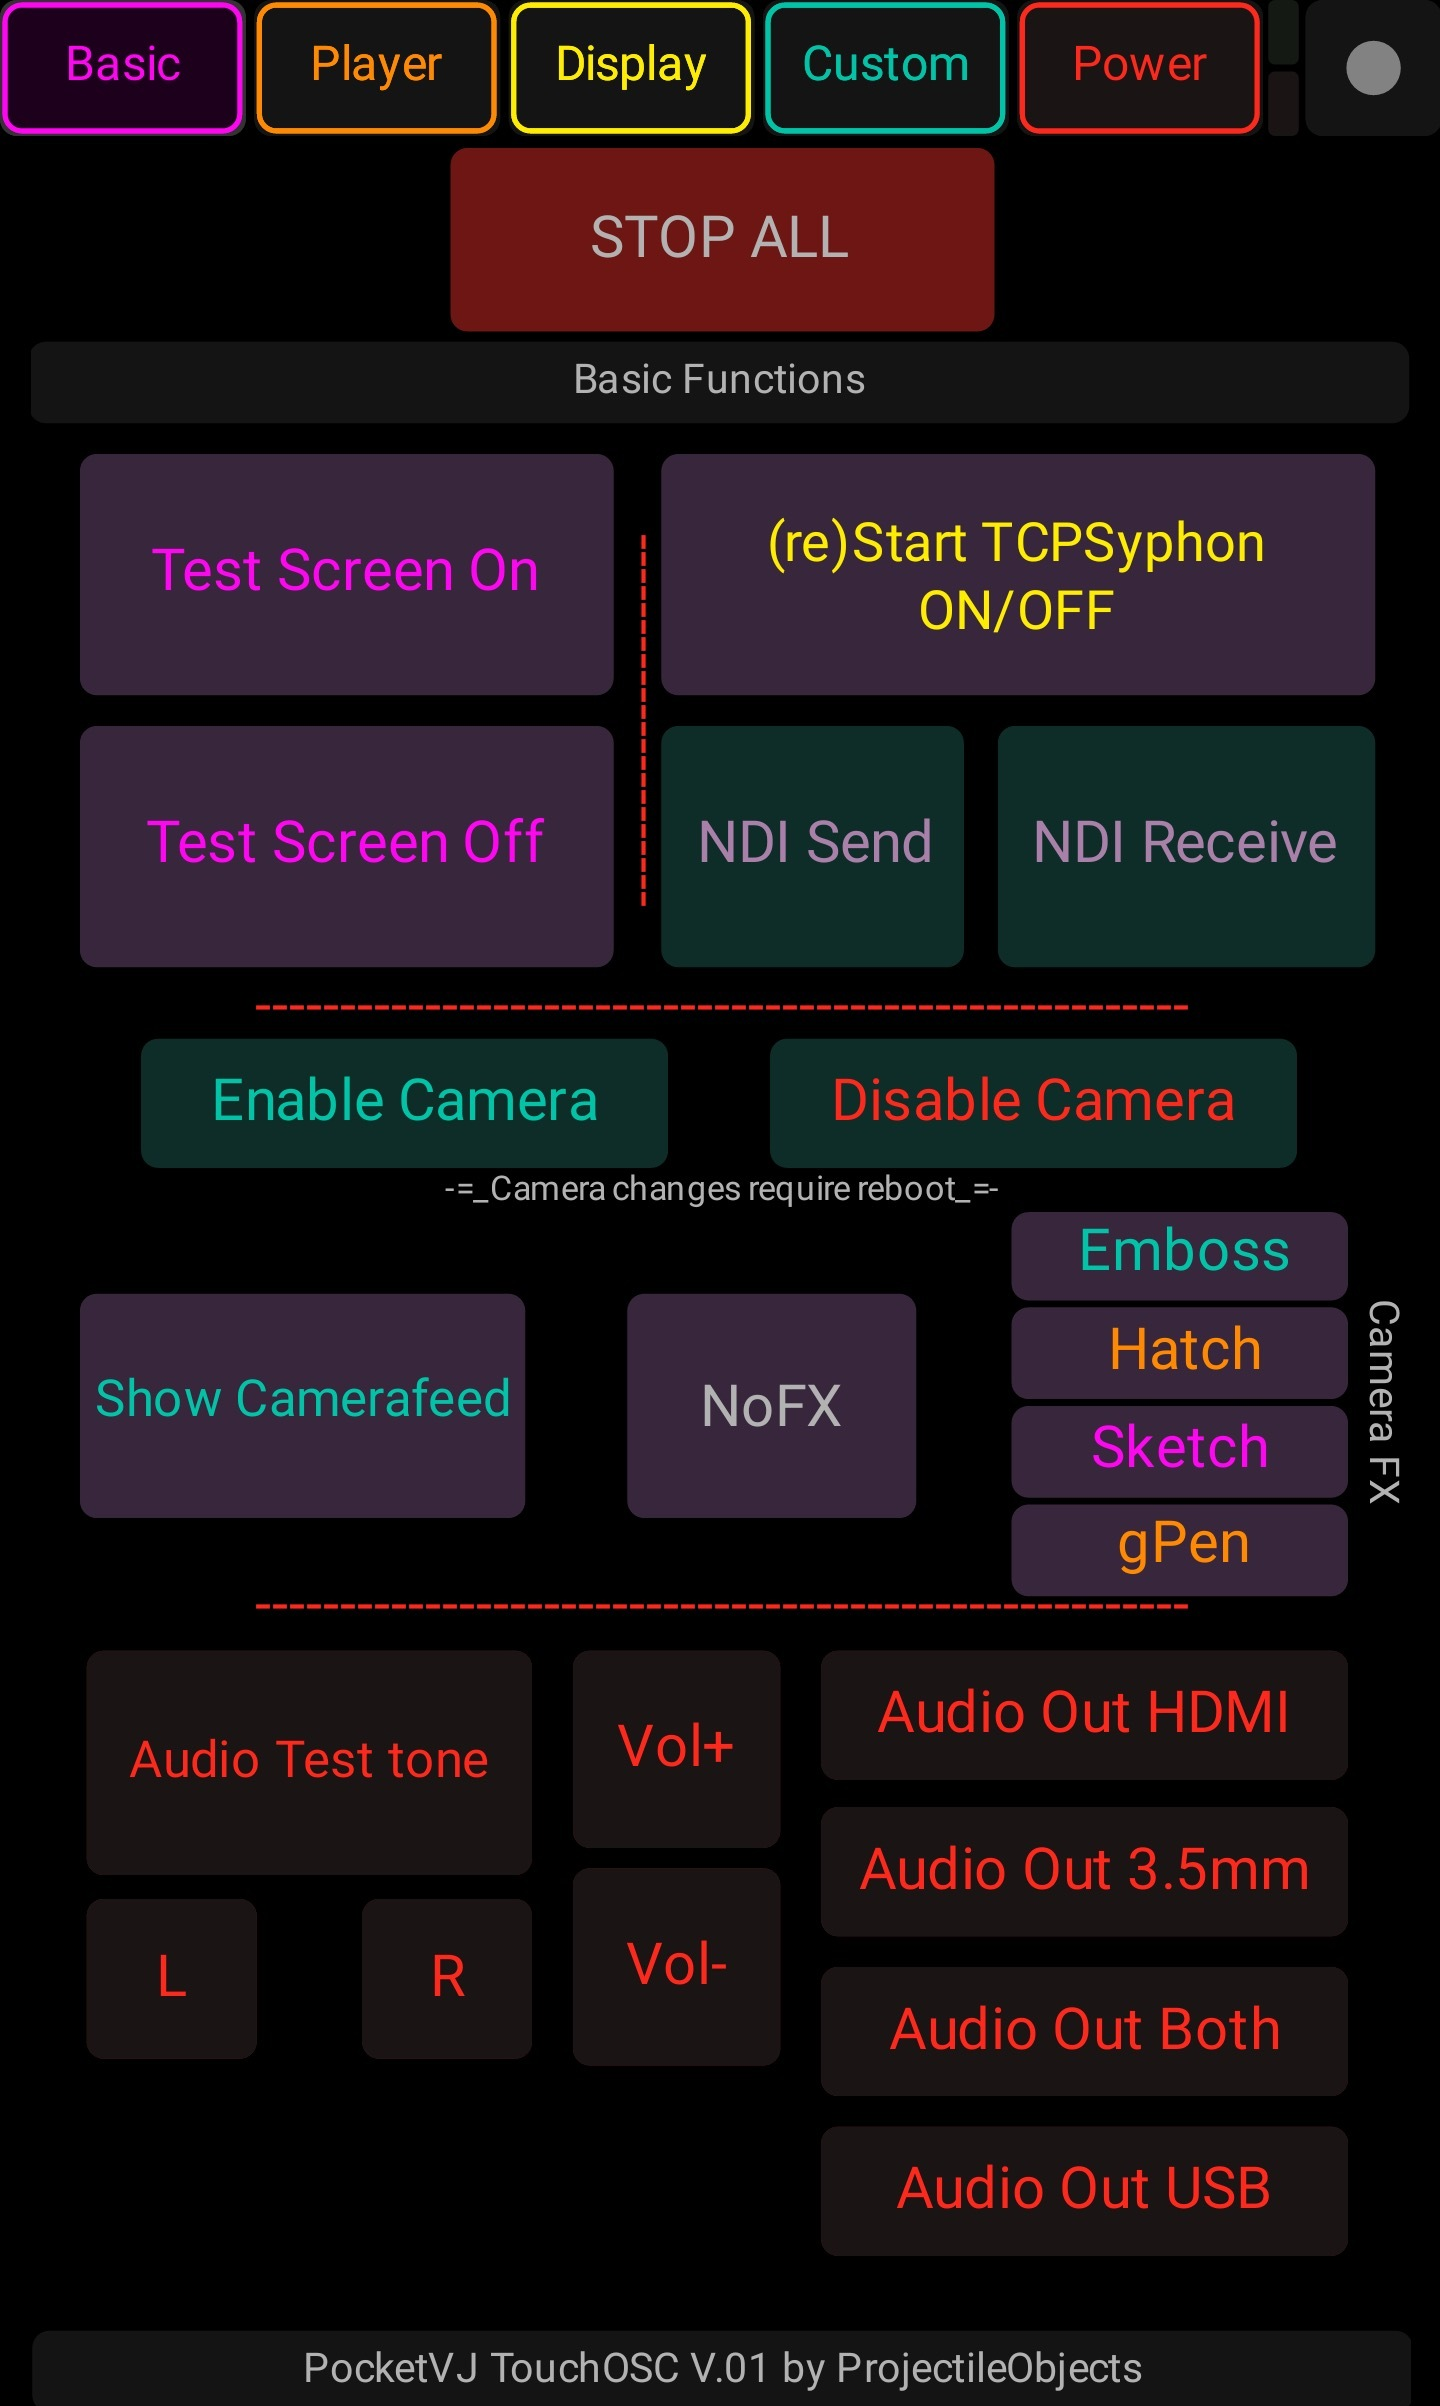 Basic
Player
Display
Custom
Power
STOP ALL
Basic Functions
Test Screen On
(re)Start TCPSyphon
ON/OFF
Test Screen Off
NDI Send
NDI Receive
Enable Camera
Disable Camera
-=_Camera changes require reboot_=-
Show Camerafeed
NoFX
Emboss
Hatch
Sketch
gPen
Camera FX
Audio Test tone
Vol+
Audio Out HDMI
Audio Out 3.5mm
L
R
Vol-
Audio Out Both
Audio Out USB
PocketVJ TouchOSC V.01 by ProjectileObjects